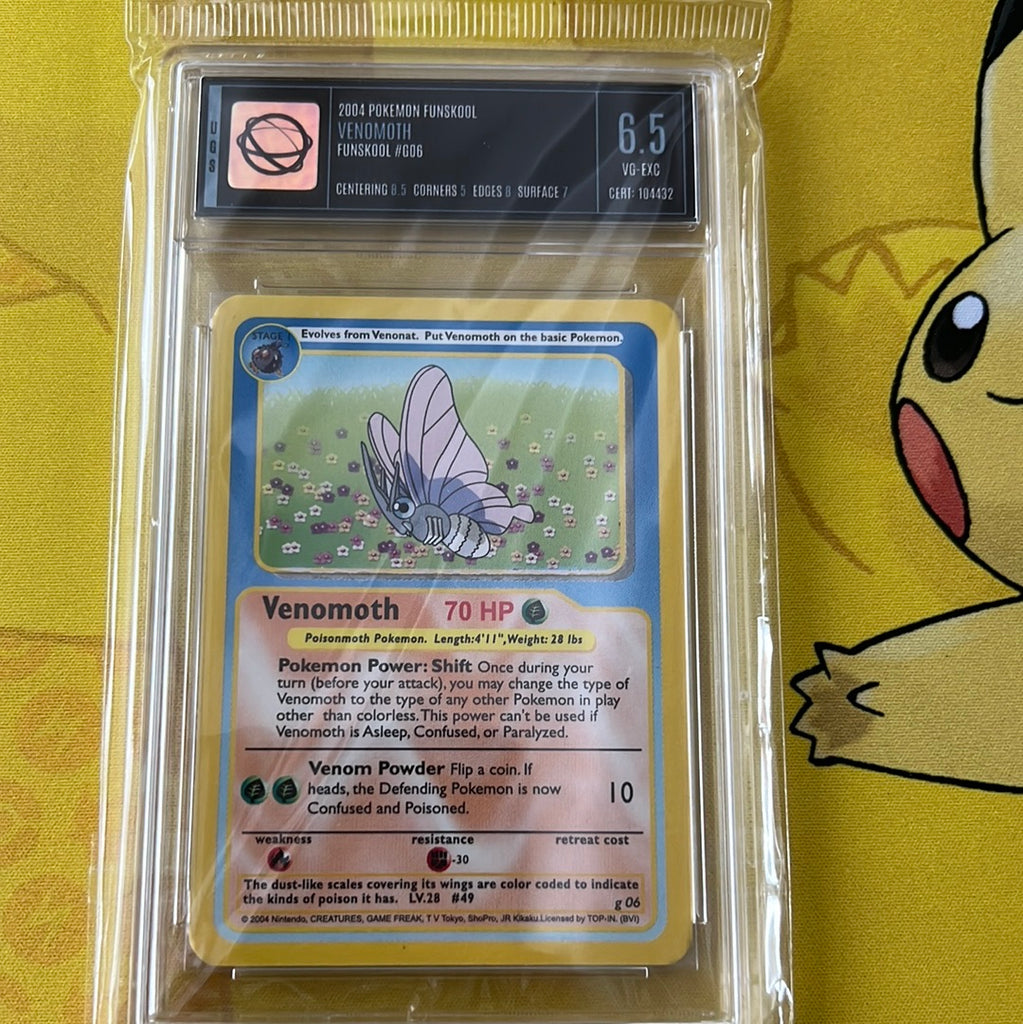 UGS
2004 POKEMON FUNSKOOL
VENOMOTH
FUNSKOOL #G06
CENTERING 8.5 CORNERS 5 EDGES 8 SURFACE 7
6.5
VG-EXC
CERT: 104432
STAGE 1
Evolves from Venonat. Put Venomoth on the basic Pokemon.
Venomoth 70 HP
Poisonmoth Pokemon. Length:4'11",Weight: 28 lbs
Pokemon Power: Shift Once during your
turn (before your attack), you may change the type of
Venomoth to the type of any other Pokemon in play
other than colorless. This power can't be used if
Venomoth is Asleep, Confused, or Paralyzed.
Venom Powder Flip a coin. If
heads, the Defending Pokemon is now
Confused and Poisoned.
10
weakness resistance retreat cost
-30
The dust-like scales covering its wings are color coded to indicate
the kinds of poison it has. LV.28 #49
g 06
© 2004 Nintendo, CREATURES, GAME FREAK, T V Tokyo, ShoPro, JR Kikaku.Licensed by TOP-IN. (BVI)